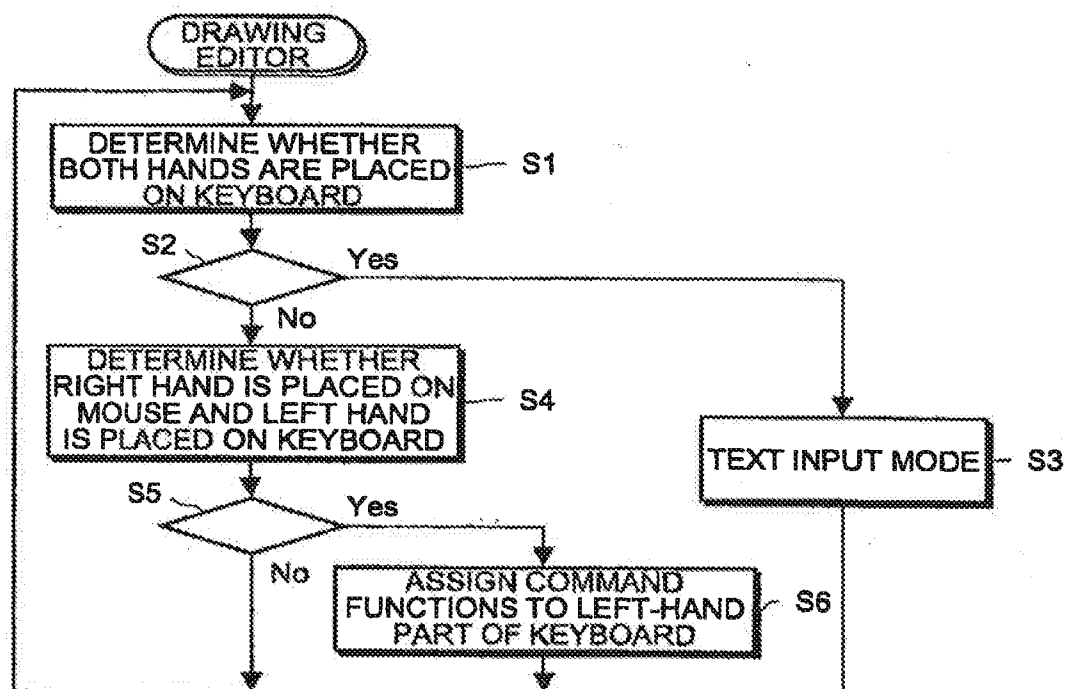 DRAWING
EDITOR
DETERMINE WHETHER
BOTH HANDS ARE PLACED
ON KEYBOARD
S1
S2
Yes
No
DETERMINE WHETHER
RIGHT HAND IS PLACED ON
MOUSE AND LEFT HAND
IS PLACED ON KEYBOARD
S4
TEXT INPUT MODE
S3
S5
Yes
No
ASSIGN COMMAND
FUNCTIONS TO LEFT-HAND
PART OF KEYBOARD
S6